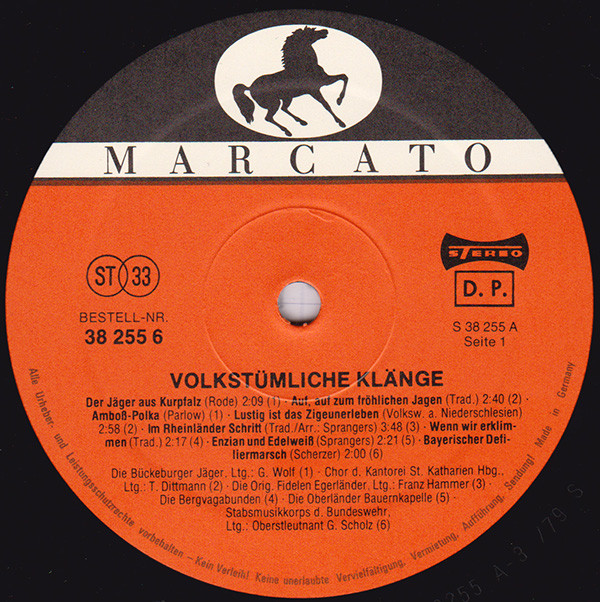 MARCATO
ST 33
STEREO
D. P.
BESTELL-NR.
38 255 6
S 38 255 A
Seite 1
VOLKSTÜMLICHE KLÄNGE
Der Jäger aus Kurpfalz (Rode) 2:09 (1) · Auf, auf zum fröhlichen Jagen (Trad.) 2:40 (2) ·
Amboß-Polka (Parlow) (1) · Lustig ist das Zigeunerleben (Volksw. a. Niederschlesien)
2:58 (2) · Im Rheinländer Schritt (Trad./Arr.: Sprangers) 3:48 (3) · Wenn wir erklim-
men (Trad.) 2:17 (4) · Enzian und Edelweiß (Sprangers) 2:21 (5) · Bayerischer Defi-
liermarsch (Scherzer) 2:00 (6)
Die Bückeburger Jäger, Ltg.: G. Wolf (1) · Chor d. Kantorei St. Katharien Hbg.,
Ltg.: T. Dittmann (2) · Die Orig. Fidelen Egerländer, Ltg.: Franz Hammer (3) ·
Die Bergvagabunden (4) · Die Oberländer Bauernkapelle (5) ·
Stabsmusikkorps d. Bundeswehr,
Ltg.: Oberstleutnant G. Scholz (6)
Alle Urheber- und Leistungsschutzrechte vorbehalten – Kein Verleih! Keine unerlaubte Vervielfältigung, Vermietung, Aufführung, Sendung! Made in Germany
255 A-3 /79 S